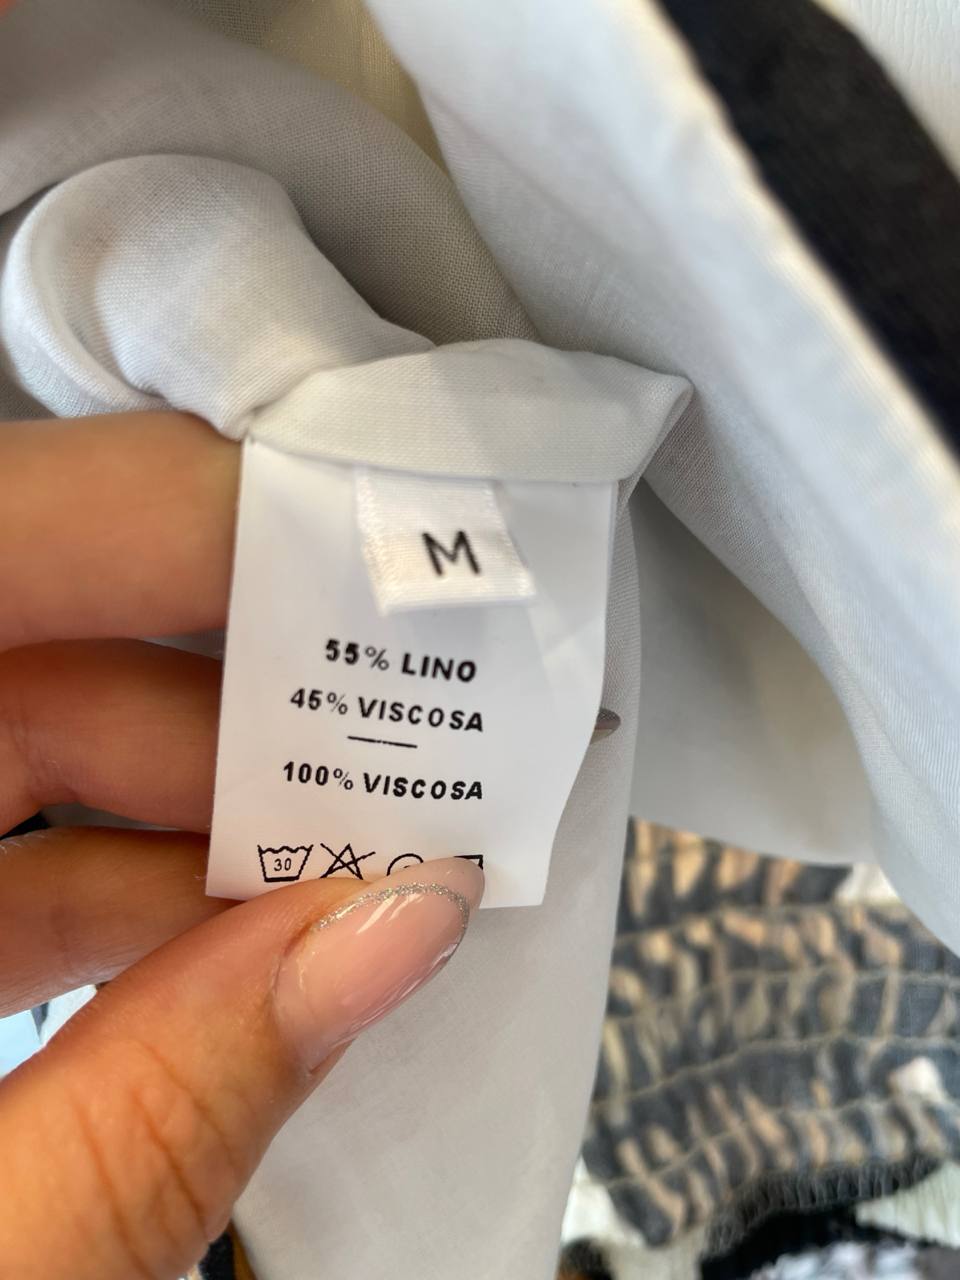 M
55% LINO
45% VISCOSA
100% VISCOSA
30